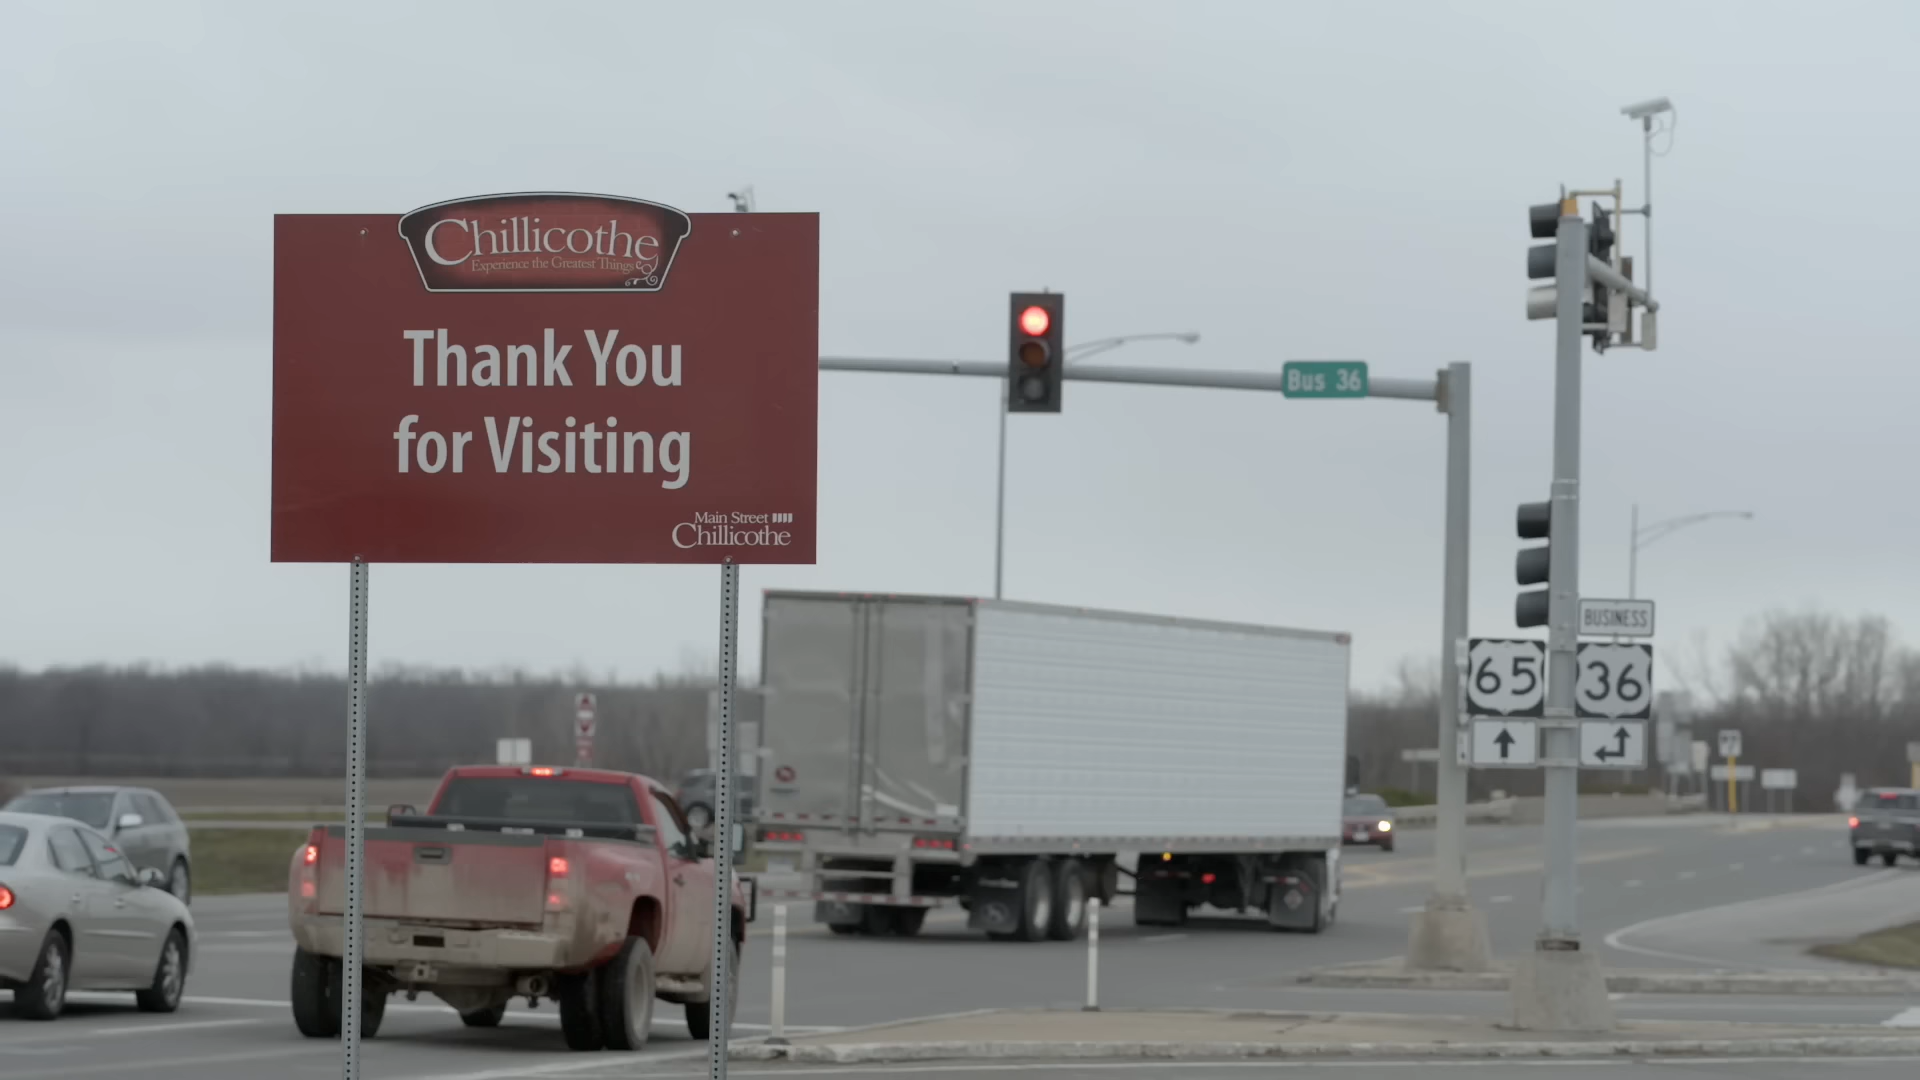 Chillicothe
Experience the Greatest Things
Thank You
for Visiting
Main Street
Chillicothe
Bus 36
BUSINESS
65
36